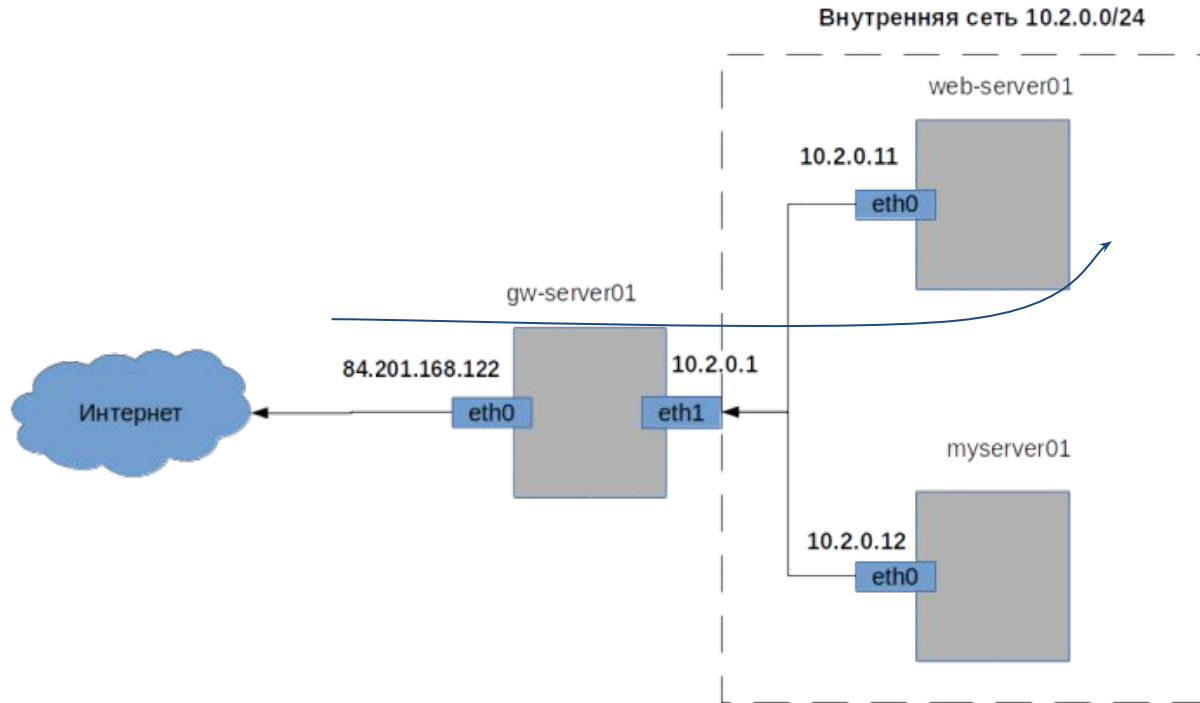 Внутренняя сеть 10.2.0.0/24
web-server01
10.2.0.11
eth0
gw-server01
84.201.168.122
10.2.0.1
Интернет
eth0
eth1
myserver01
10.2.0.12
eth0